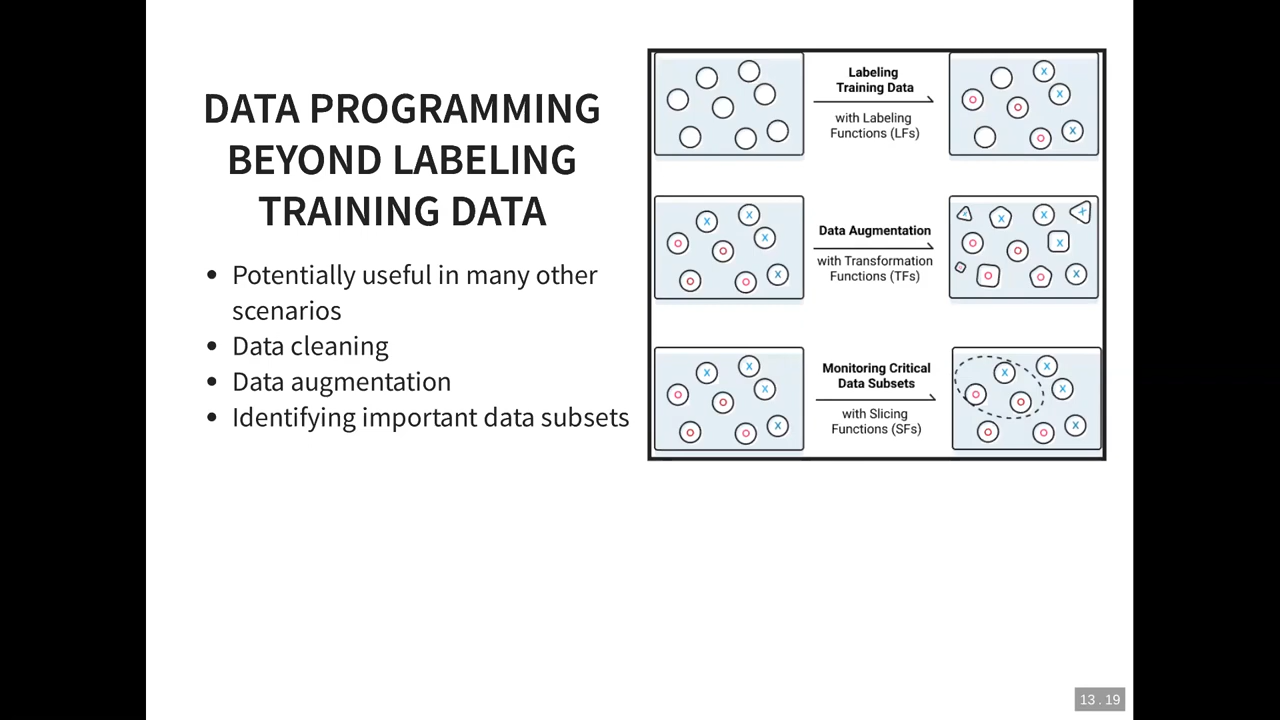 DATA PROGRAMMING
BEYOND LABELING
TRAINING DATA
• Potentially useful in many other
scenarios
• Data cleaning
• Data augmentation
• Identifying important data subsets
Labeling
Training Data
with Labeling
Functions (LFs)
Data Augmentation
with Transformation
Functions (TFs)
Monitoring Critical
Data Subsets
with Slicing
Functions (SFs)
13 . 19